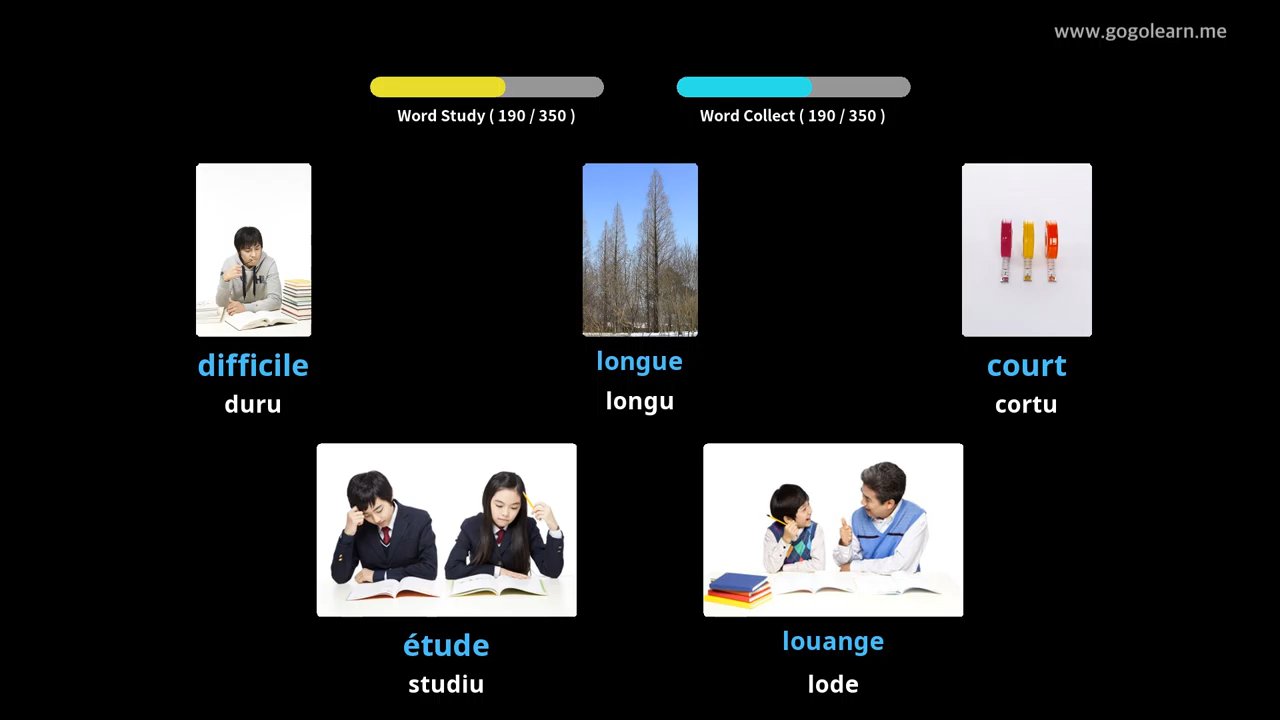 www.gogolearn.me
Word Study ( 190 / 350 )
Word Collect ( 190 / 350 )
difficile
duru
longue
longu
court
cortu
étude
studiu
louange
lode